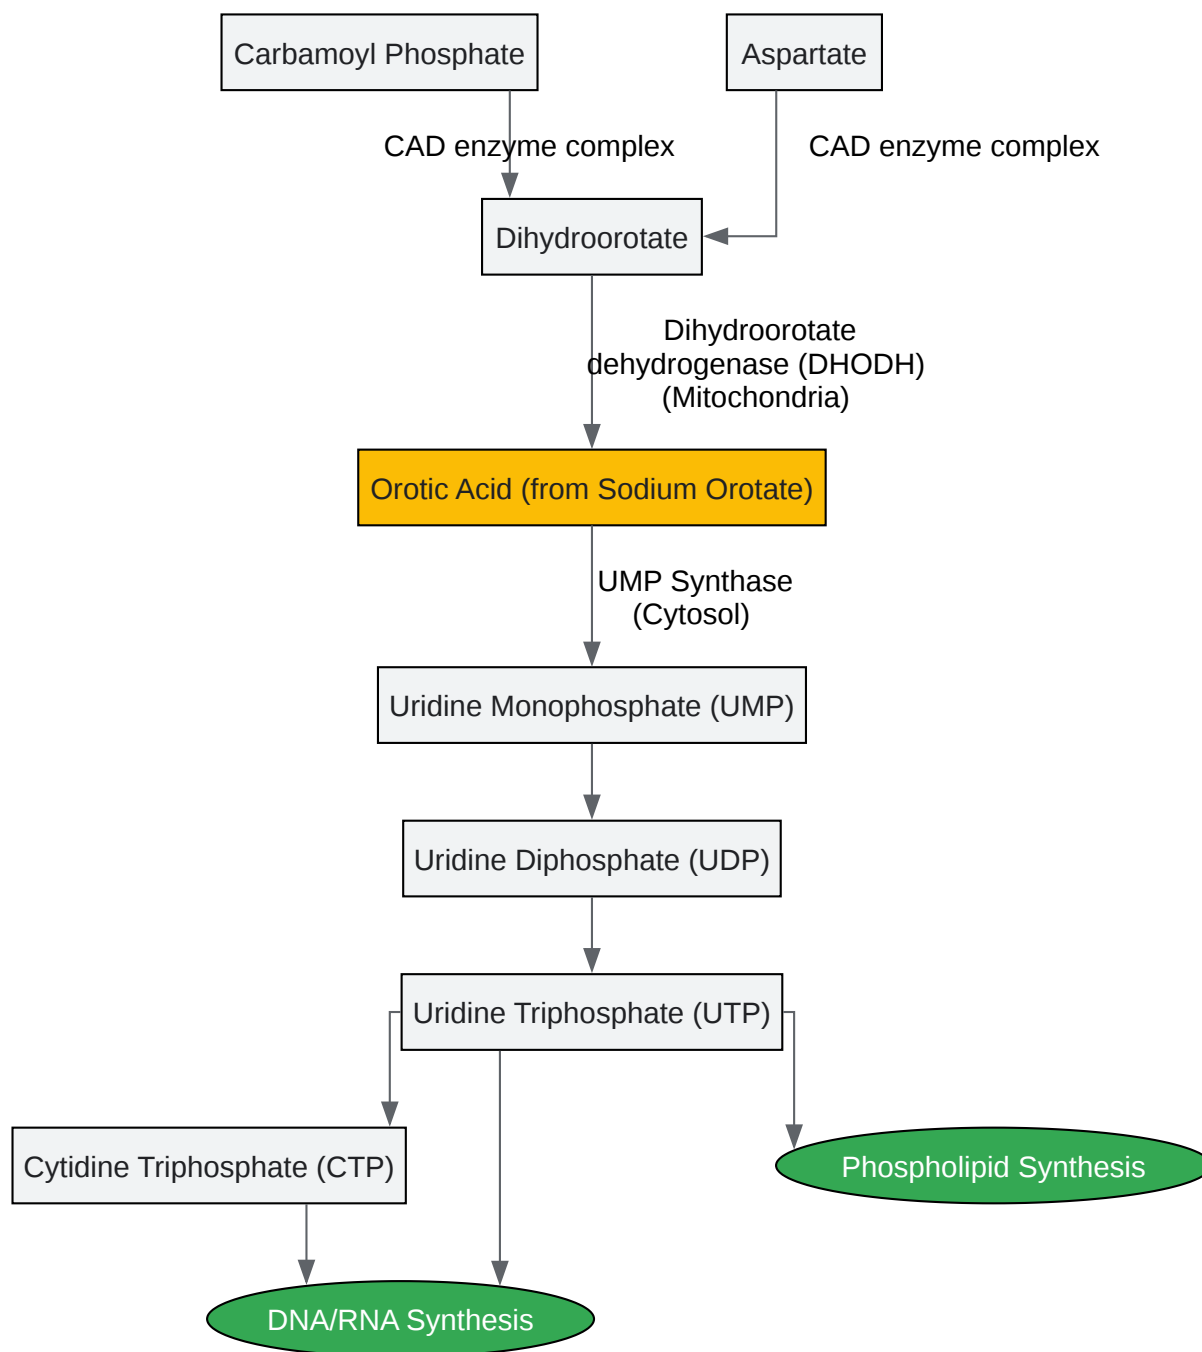 Carbamoyl Phosphate
Aspartate
CAD enzyme complex
CAD enzyme complex
Dihydroorotate
Dihydroorotate
dehydrogenase (DHODH)
(Mitochondria)
Orotic Acid (from Sodium Orotate)
UMP Synthase
(Cytosol)
Uridine Monophosphate (UMP)
Uridine Diphosphate (UDP)
Uridine Triphosphate (UTP)
Cytidine Triphosphate (CTP)
Phospholipid Synthesis
DNA/RNA Synthesis